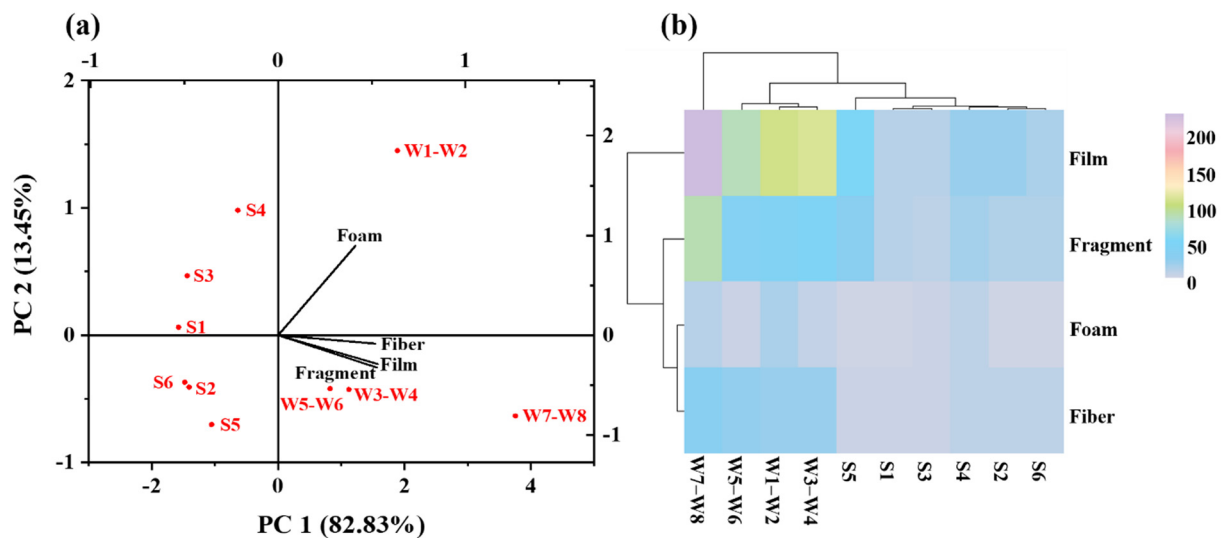 (a)
-1
0
1
2
1
0
-1
2
1
0
-1
-2
0
2
4
PC 2 (13.45%)
PC 1 (82.83%)
W1-W2
S4
Foam
S3
S1
Fiber
Film
Fragment
S6
S2
W5-W6
W3-W4
W7-W8
S5
(b)
Film
Fragment
Foam
Fiber
200
150
100
50
0
W7-W8
W5-W6
W1-W2
W3-W4
S5
S1
S3
S4
S2
S6